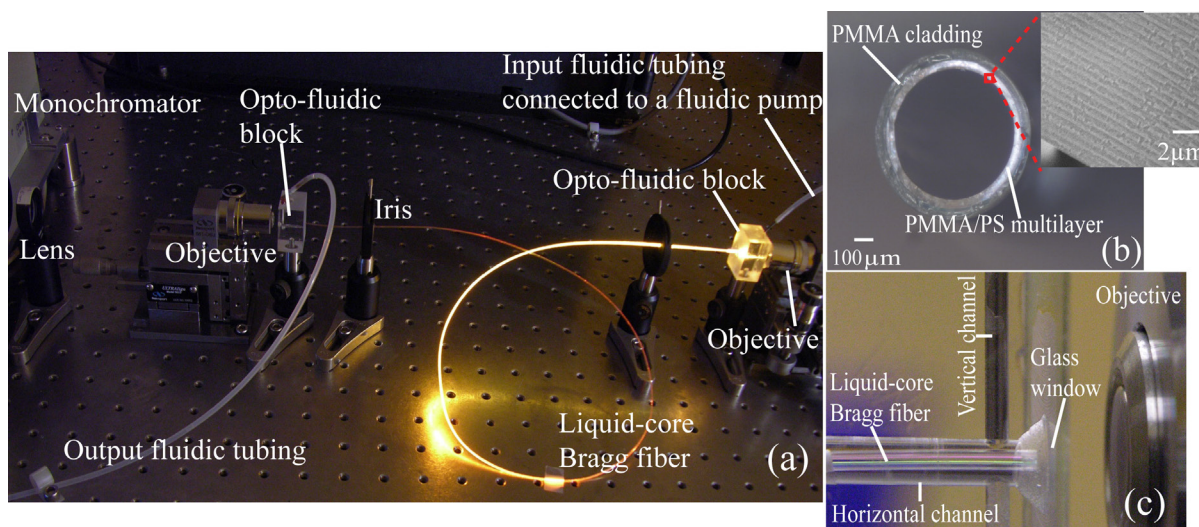 Monochromator
Opto-fluidic
block
Input fluidic tubing
connected to a fluidic pump
Opto-fluidic block
Iris
Lens
Objective
Objective
Liquid-core
Bragg fiber
Output fluidic tubing
(a)
PMMA cladding
2μm
PMMA/PS multilayer
100μm
(b)
Objective
Vertical channel
Glass
window
Liquid-core
Bragg fiber
Horizontal channel
(c)